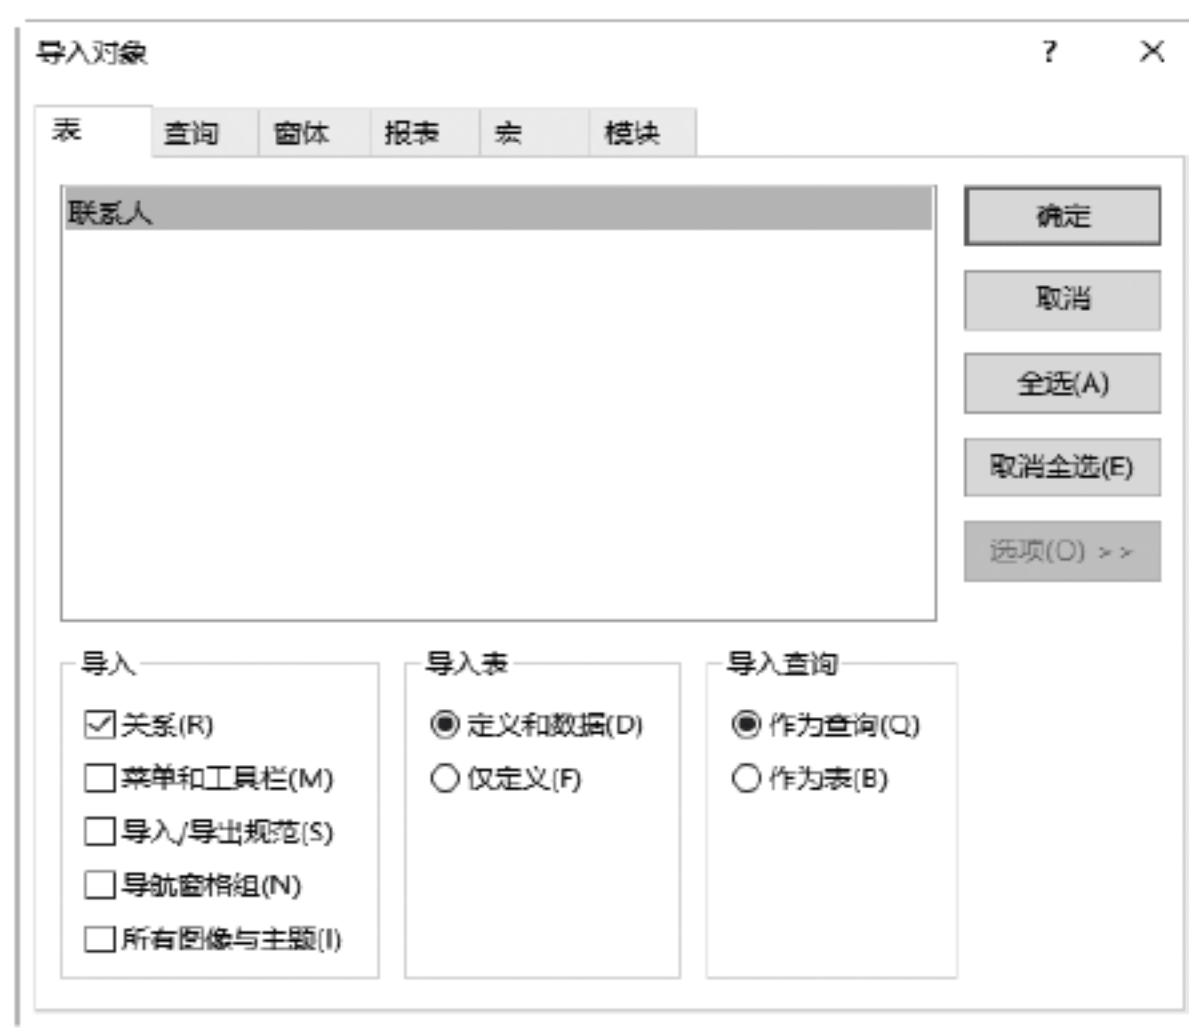 导入对象 ? ×
表 查询 窗体 报表 宏 模块
联系人
确定
取消
全选(A)
取消全选(E)
选项(O) >>
导入
关系(R)
菜单和工具栏(M)
导入/导出规范(S)
导航窗格组(N)
所有图像与主题(I)
导入表
定义和数据(D)
仅定义(F)
导入查询
作为查询(Q)
作为表(B)